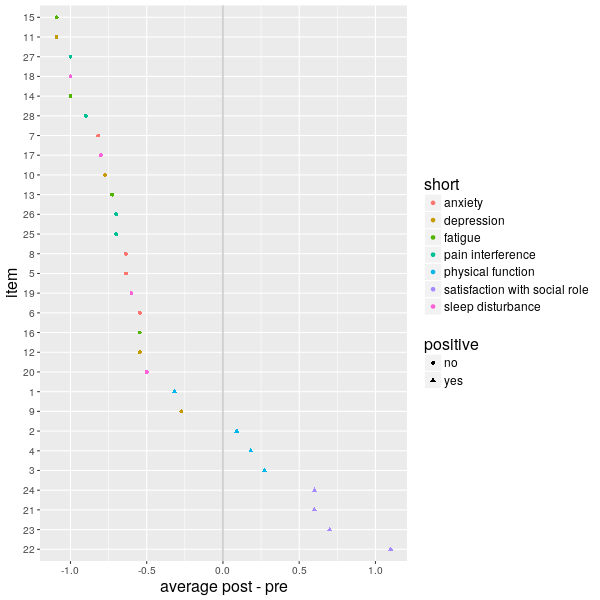 15
11
27
18
14
28
7
17
10
13
26
25
8
5
19
6
16
12
20
1
9
2
4
3
24
21
23
22
Item
-1.0 -0.5 0.0 0.5 1.0
average post - pre
short
anxiety
depression
fatigue
pain interference
physical function
satisfaction with social role
sleep disturbance
positive
no
yes